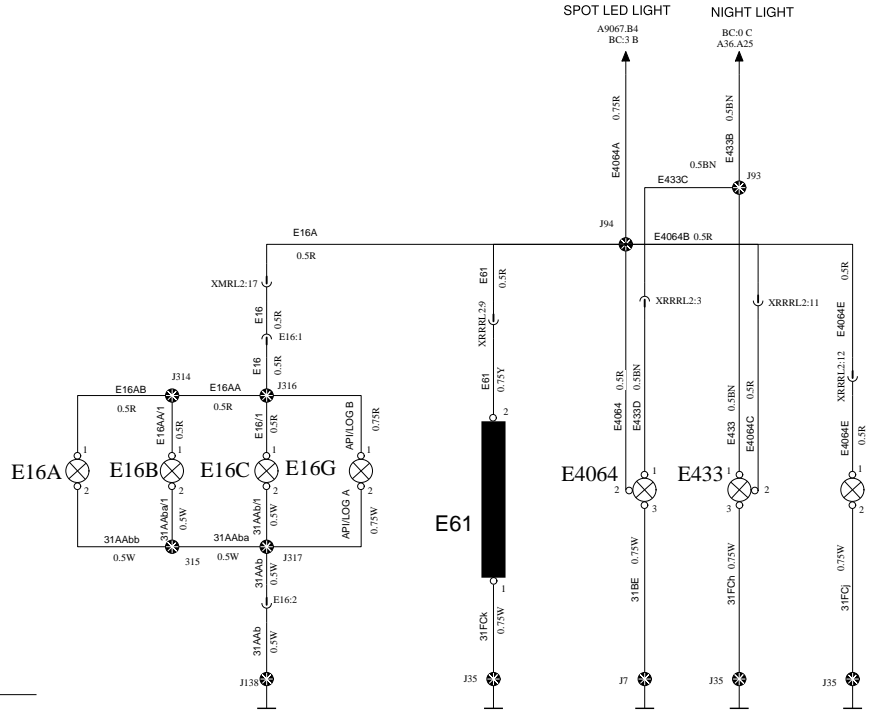 SPOT LED LIGHT
NIGHT LIGHT
A9067.B4
BC:3 B
BC:0 C
A36.A25
0.75R
E4064A
0.5BN
E433B
0.5BN
E433C
J93
J94
E4064B 0.5R
E16A
0.5R
XMRL2:17
E16
0.5R
E16:1
E16
0.5R
E61
0.5R
XRRRL2:9
XRRRL2:3
XRRRL2:11
0.5R
E4064E
XRRRL2:12
J314
J316
E16AB
0.5R
E16AA
0.5R
E16AA/1
0.5R
E16/1
0.5R
API/LOG B
0.75R
E61
0.75Y
2
E4064
0.5R
E433D
0.5BN
E433
0.5BN
E4064C
0.5R
E4064E
0.5R
E16A
1
2
E16B
1
2
E16C
1
2
E16G
1
2
E61
1
E4064
1
2
3
E433
1
2
3
1
2
31AAbb
0.5W
31AAba/1
0.5W
315
31AAba
0.5W
31AAb/1
0.5W
J317
API/LOG A
0.75W
31AAb
0.5W
E16:2
31AAb
0.5W
31FCk
0.75W
31BE
0.75W
31FCh
0.75W
31FCj
0.75W
J138
J35
J7
J35
J35